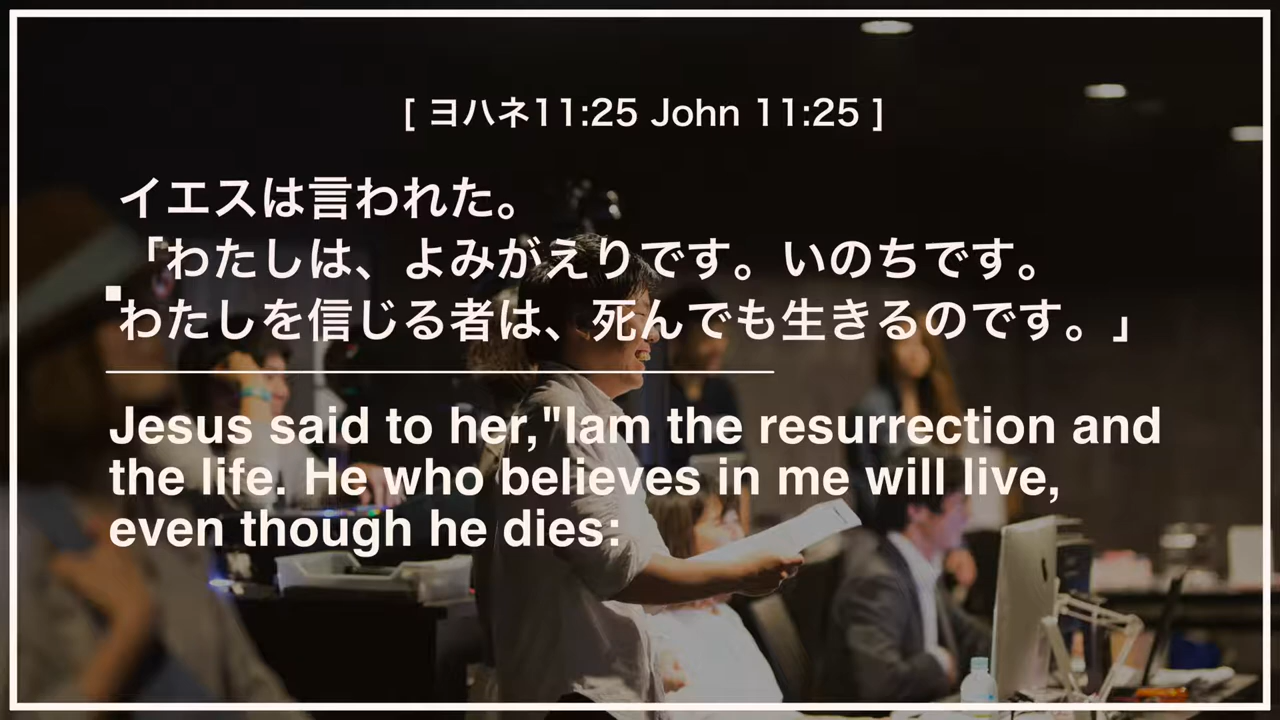 [ ヨハネ11:25 John 11:25 ]
イエスは言われた。
「わたしは、よみがえりです。いのちです。
わたしを信じる者は、死んでも生きるのです。」
Jesus said to her,"Iam the resurrection and
the life. He who believes in me will live,
even though he dies: